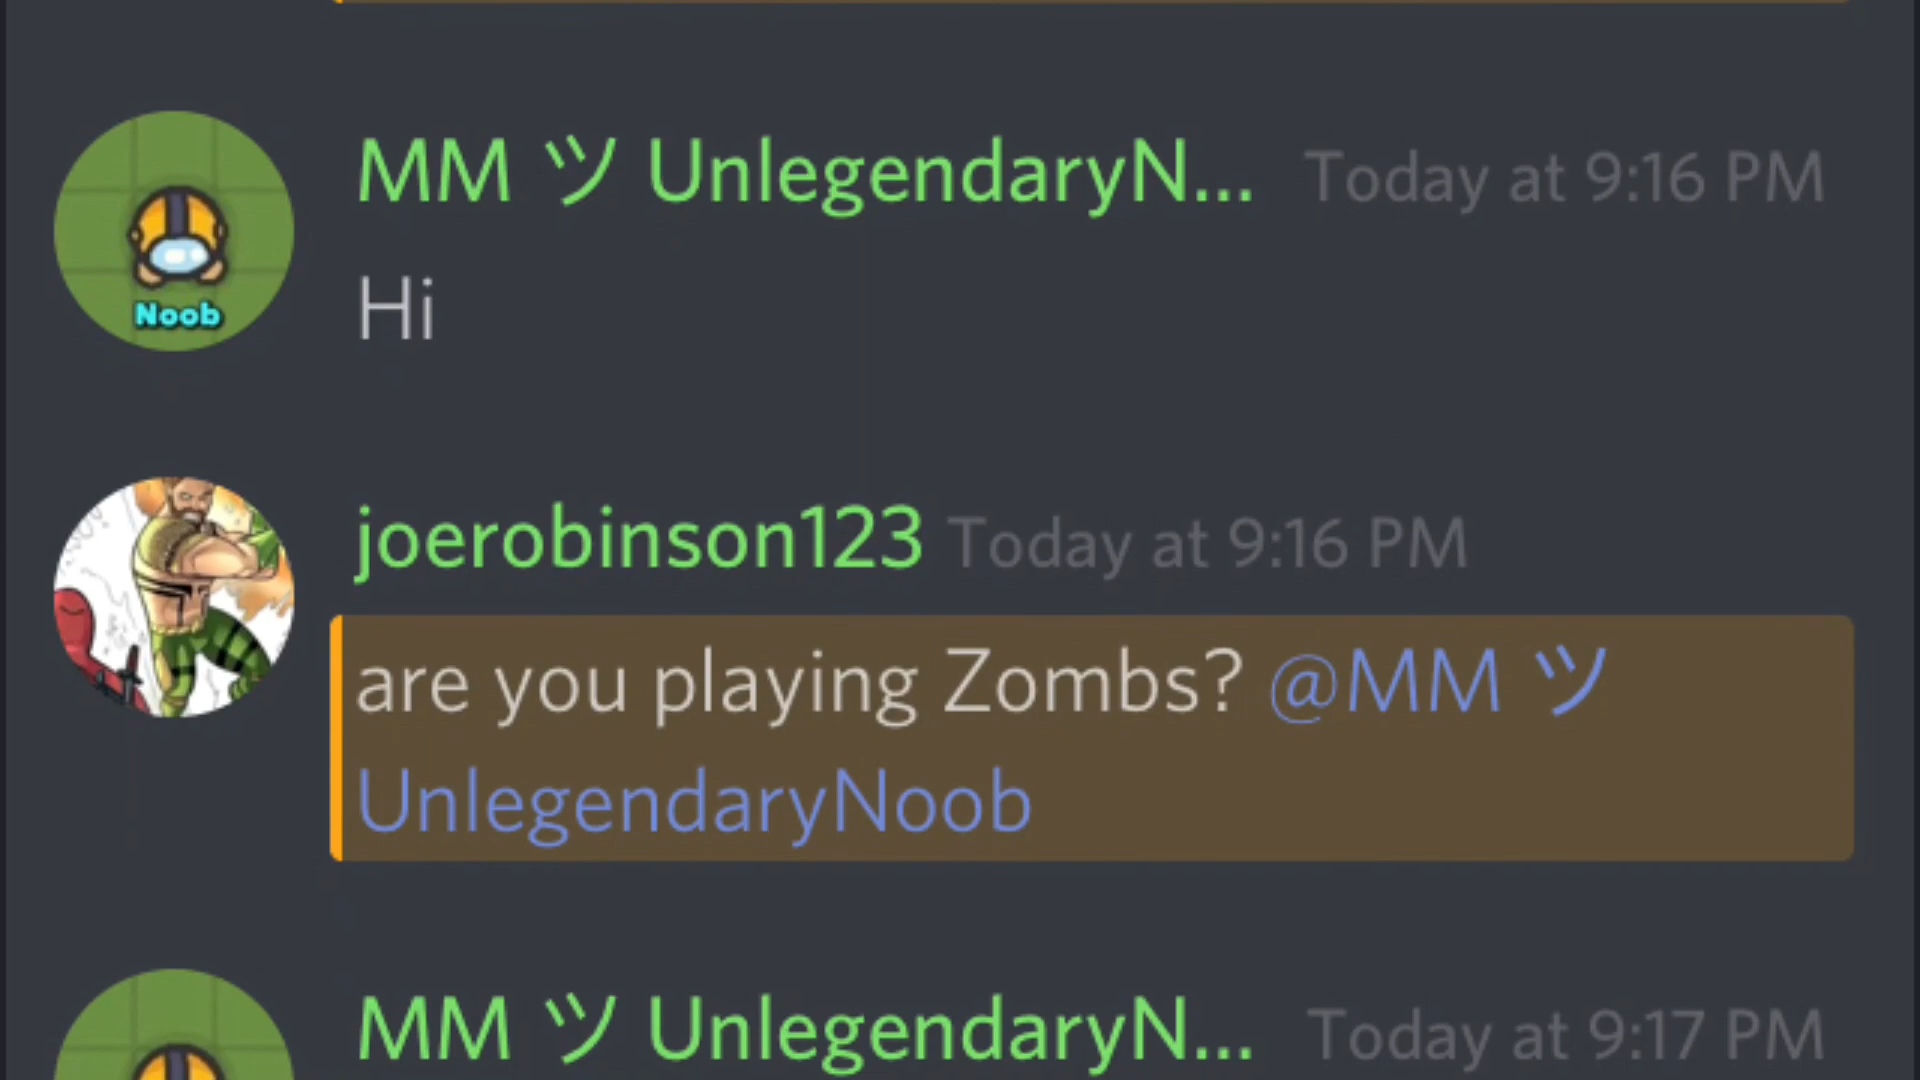 MM ツ UnlegendaryN... Today at 9:16 PM
Noob
Hi
joerobinson123 Today at 9:16 PM
are you playing Zombs? @MM ツ
UnlegendaryNoob
MM ツ UnlegendaryN... Today at 9:17 PM